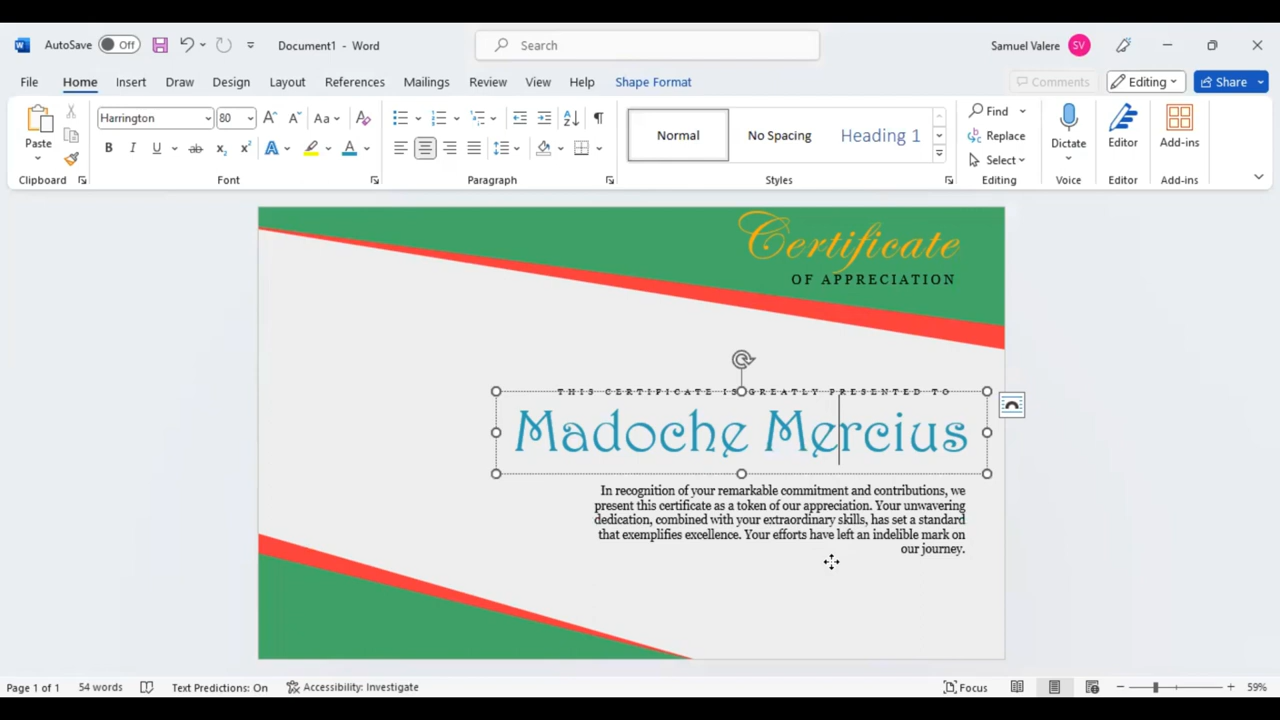 AutoSave Off Document1 - Word Search Samuel Valere SV
File Home Insert Draw Design Layout References Mailings Review View Help Shape Format Comments Editing Share
Paste Harrington 80 Aa Normal No Spacing Heading 1 Find Replace Select Dictate Editor Add-ins
Clipboard Font Paragraph Styles Editing Voice Editor Add-ins
Certificate
OF APPRECIATION
THIS CERTIFICATE IS GREATLY PRESENTED TO
Madoche Mercius
In recognition of your remarkable commitment and contributions, we
present this certificate as a token of our appreciation. Your unwavering
dedication, combined with your extraordinary skills, has set a standard
that exemplifies excellence. Your efforts have left an indelible mark on
our journey.
Page 1 of 1 54 words Text Predictions: On Accessibility: Investigate Focus 59%